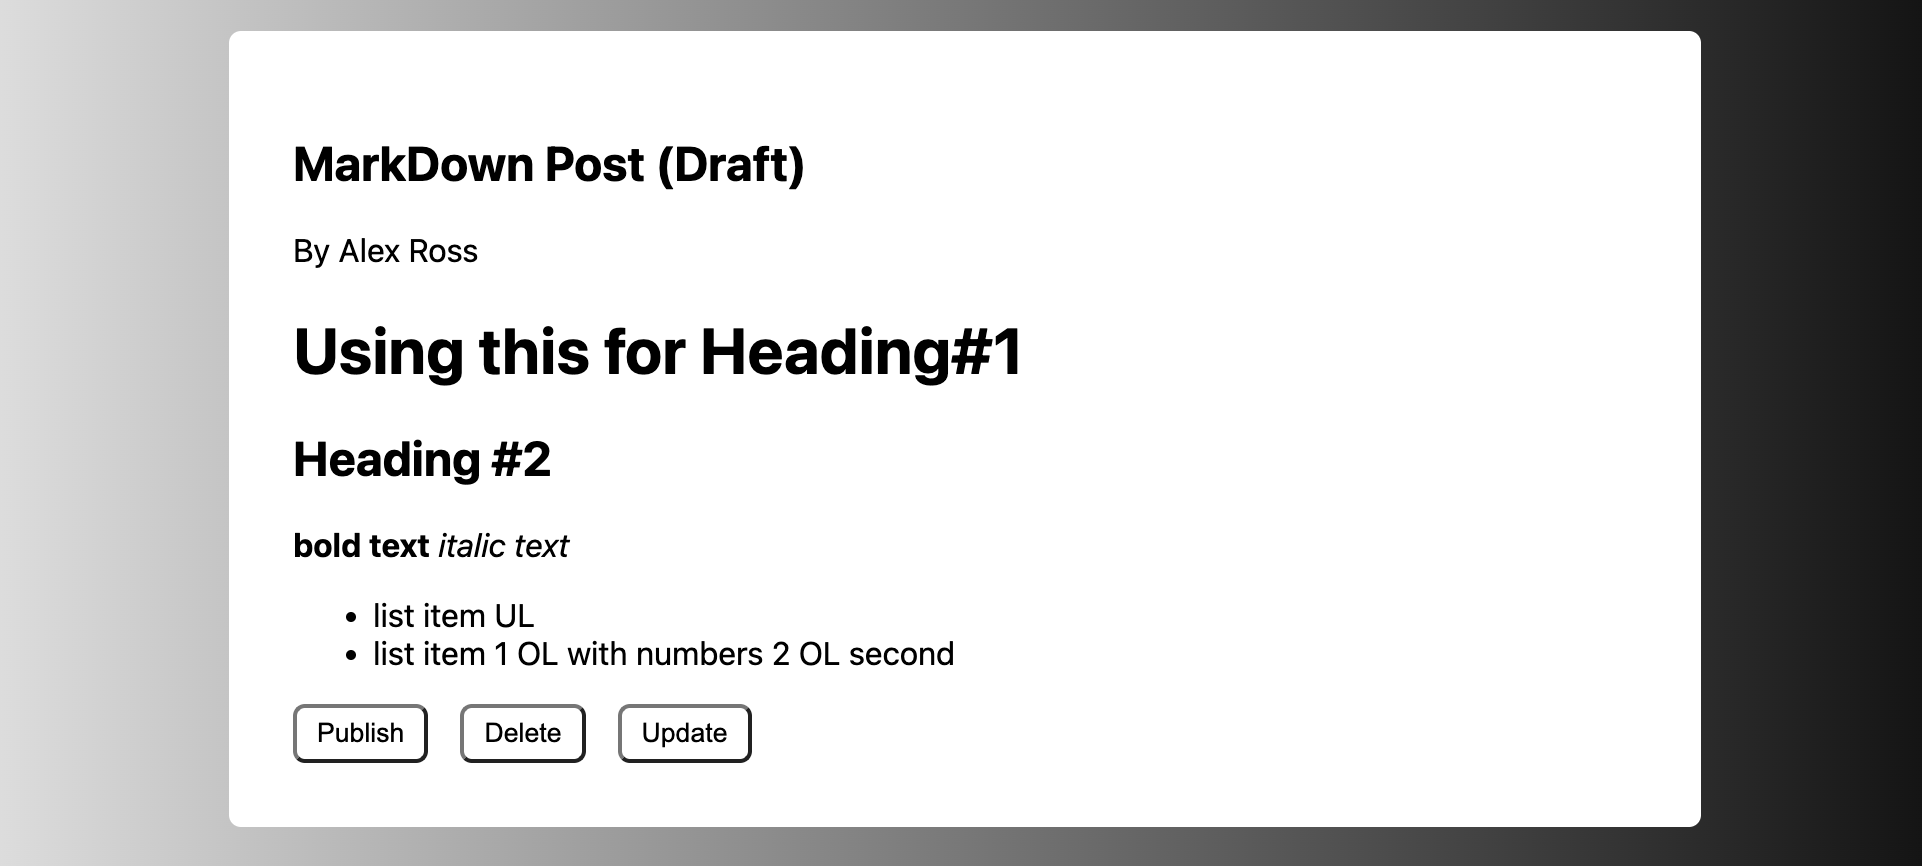 MarkDown Post (Draft)
By Alex Ross
Using this for Heading#1
Heading #2
bold text italic text
• list item UL
• list item 1 OL with numbers 2 OL second
Publish Delete Update